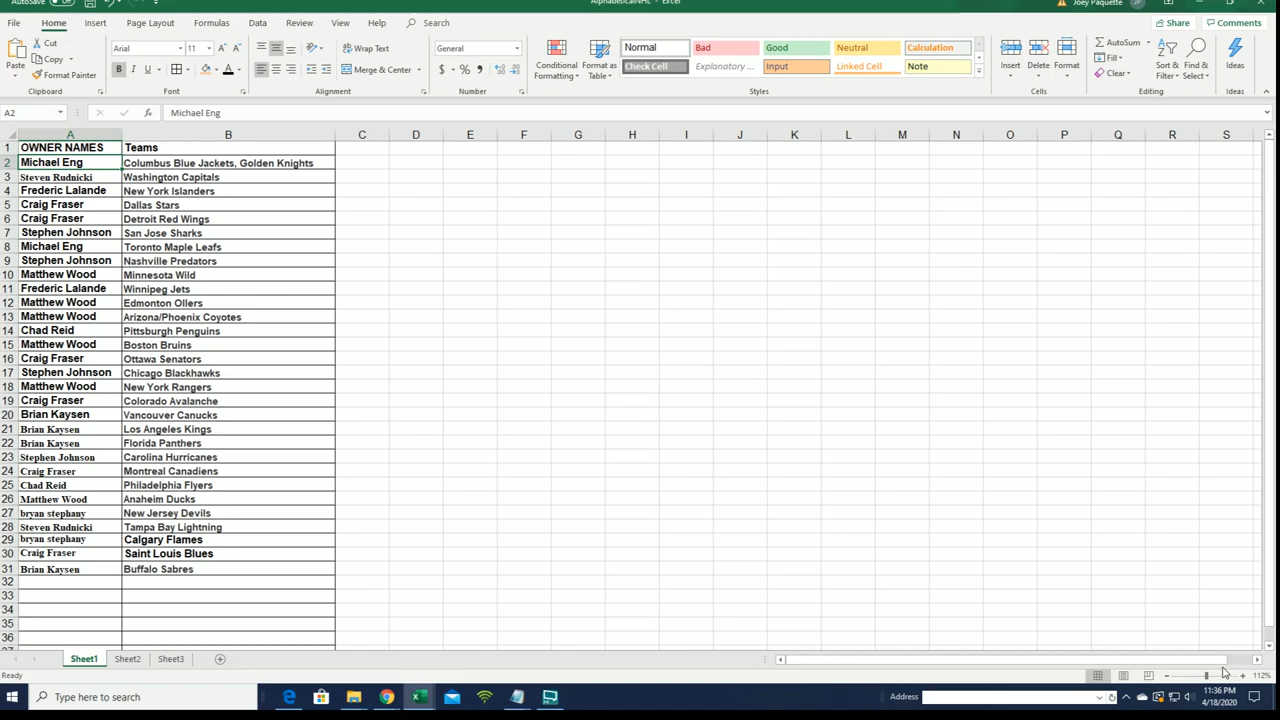 AutoSave Off AlphabeticalNHL - Excel Joey Paquette JP
File Home Insert Page Layout Formulas Data Review View Help Search Share Comments
Cut Copy Format Painter Paste Clipboard
Arial 11 A A B I U A Font
Wrap Text Merge & Center Alignment
General $ % Number
Conditional Formatting Format as Table
Normal Bad Good Neutral Calculation
Check Cell Explanatory ... Input Linked Cell Note
Styles
Insert Delete Format Cells
AutoSum Fill Clear Sort & Filter Find & Select Editing
Ideas Ideas
A2 fx Michael Eng
A B C D E F G H I J K L M N O P Q R S
1 OWNER NAMES Teams
2 Michael Eng Columbus Blue Jackets, Golden Knights
3 Steven Rudnicki Washington Capitals
4 Frederic Lalande New York Islanders
5 Craig Fraser Dallas Stars
6 Craig Fraser Detroit Red Wings
7 Stephen Johnson San Jose Sharks
8 Michael Eng Toronto Maple Leafs
9 Stephen Johnson Nashville Predators
10 Matthew Wood Minnesota Wild
11 Frederic Lalande Winnipeg Jets
12 Matthew Wood Edmonton Ollers
13 Matthew Wood Arizona/Phoenix Coyotes
14 Chad Reid Pittsburgh Penguins
15 Matthew Wood Boston Bruins
16 Craig Fraser Ottawa Senators
17 Stephen Johnson Chicago Blackhawks
18 Matthew Wood New York Rangers
19 Craig Fraser Colorado Avalanche
20 Brian Kaysen Vancouver Canucks
21 Brian Kaysen Los Angeles Kings
22 Brian Kaysen Florida Panthers
23 Stephen Johnson Carolina Hurricanes
24 Craig Fraser Montreal Canadiens
25 Chad Reid Philadelphia Flyers
26 Matthew Wood Anaheim Ducks
27 bryan stephany New Jersey Devils
28 Steven Rudnicki Tampa Bay Lightning
29 bryan stephany Calgary Flames
30 Craig Fraser Saint Louis Blues
31 Brian Kaysen Buffalo Sabres
32
33
34
35
36
37
Sheet1 Sheet2 Sheet3
Ready 112%
Type here to search Address 11:36 PM
4/18/2020